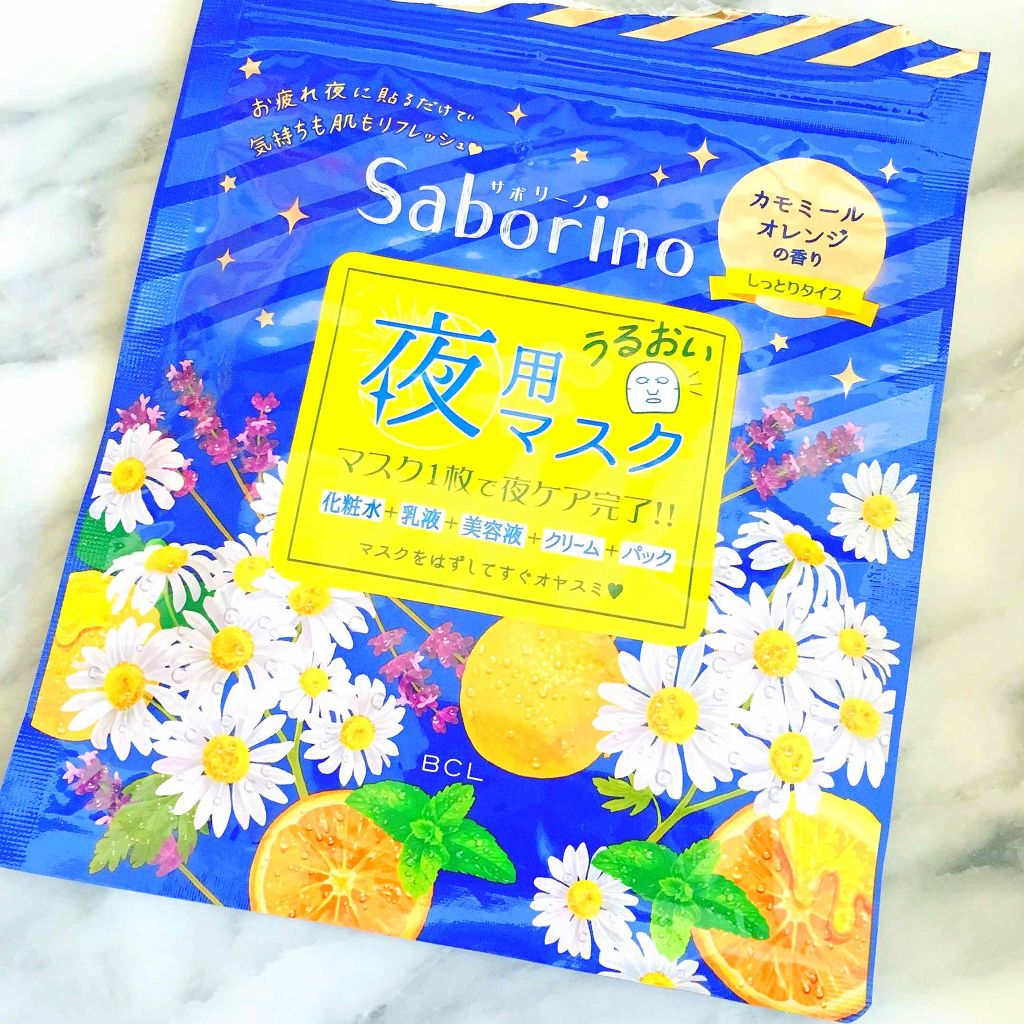 お疲れ夜に貼るだけで
気持ちも肌もリフレッシュ♥
サボリーノ
Saborino
カモミール
オレンジ
の香り
しっとりタイプ
うるおい
夜用
マスク
マスク1枚で夜ケア完了!!
化粧水+乳液+美容液+クリーム+パック
マスクをはずしてすぐオヤスミ♥
BCL